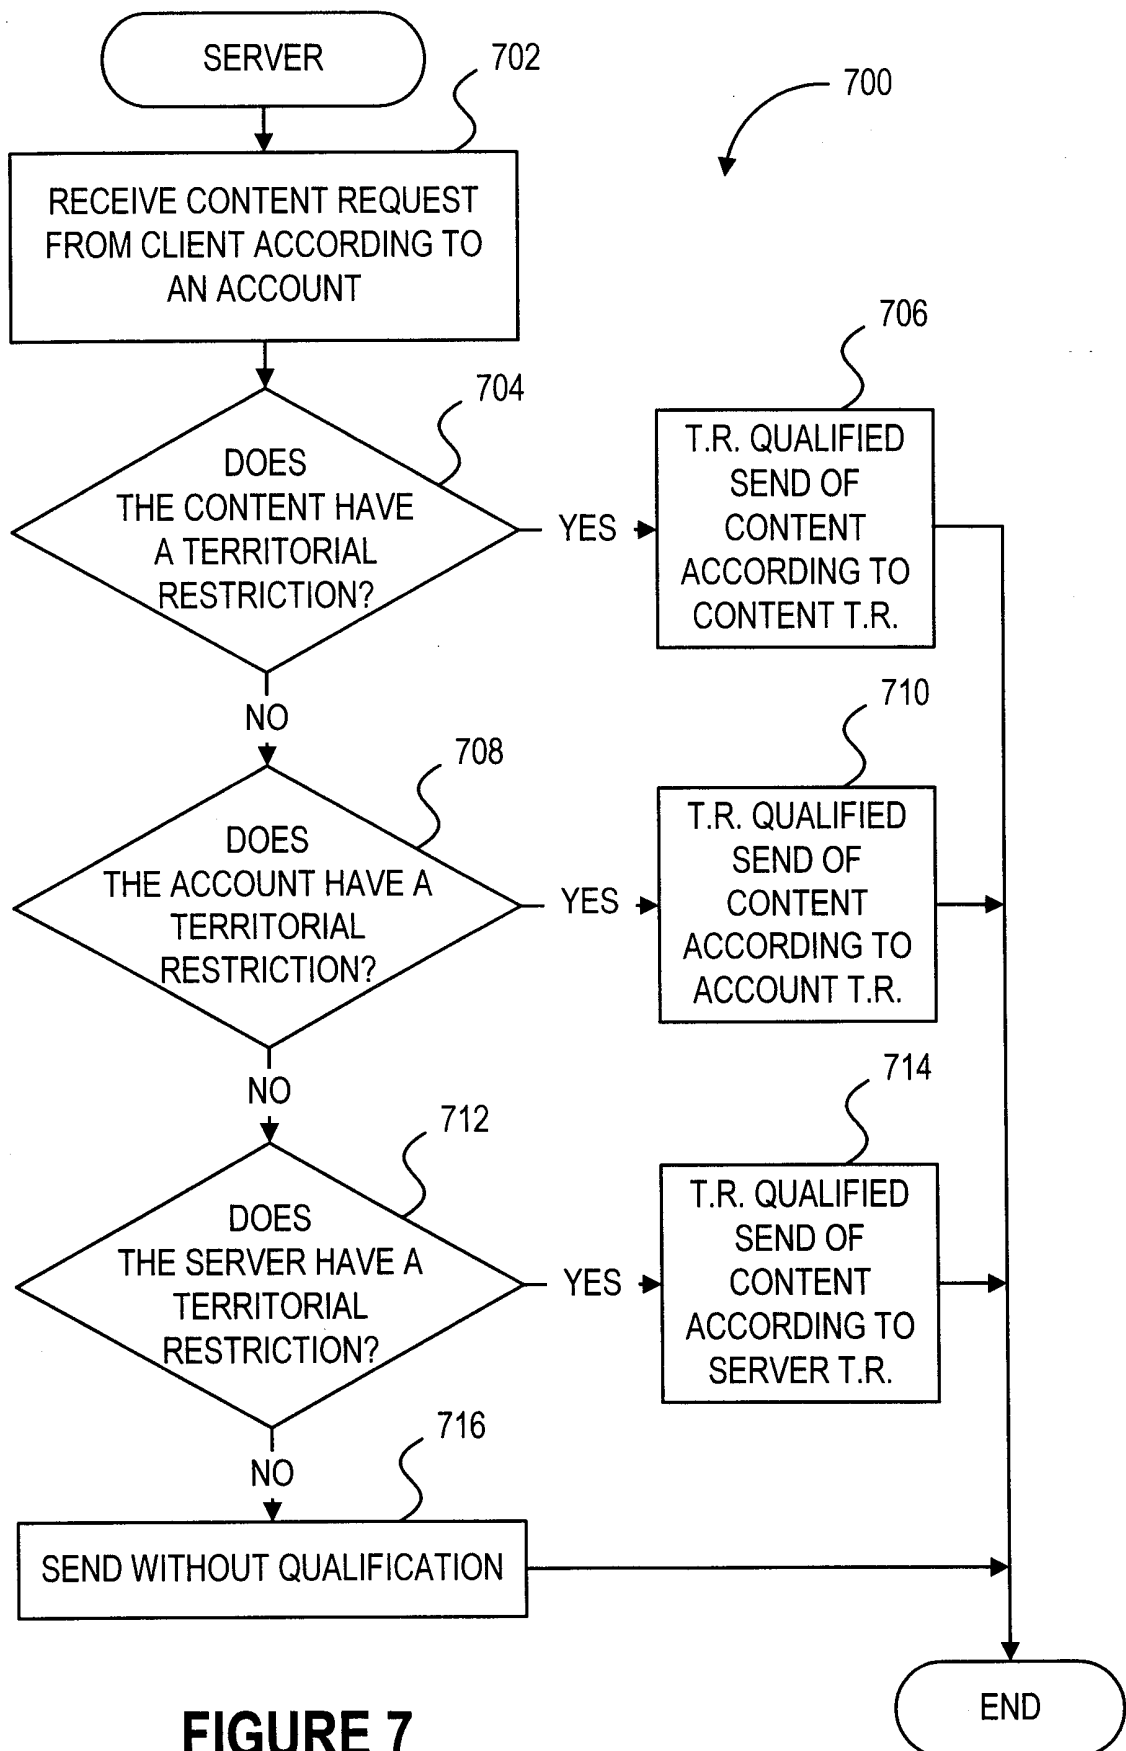 SERVER
702
700
RECEIVE CONTENT REQUEST
FROM CLIENT ACCORDING TO
AN ACCOUNT
704
DOES
THE CONTENT HAVE
A TERRITORIAL
RESTRICTION?
YES
706
T.R. QUALIFIED
SEND OF
CONTENT
ACCORDING TO
CONTENT T.R.
NO
708
DOES
THE ACCOUNT HAVE A
TERRITORIAL
RESTRICTION?
YES
710
T.R. QUALIFIED
SEND OF
CONTENT
ACCORDING TO
ACCOUNT T.R.
NO
712
DOES
THE SERVER HAVE A
TERRITORIAL
RESTRICTION?
YES
714
T.R. QUALIFIED
SEND OF
CONTENT
ACCORDING TO
SERVER T.R.
NO
716
SEND WITHOUT QUALIFICATION
END
FIGURE 7